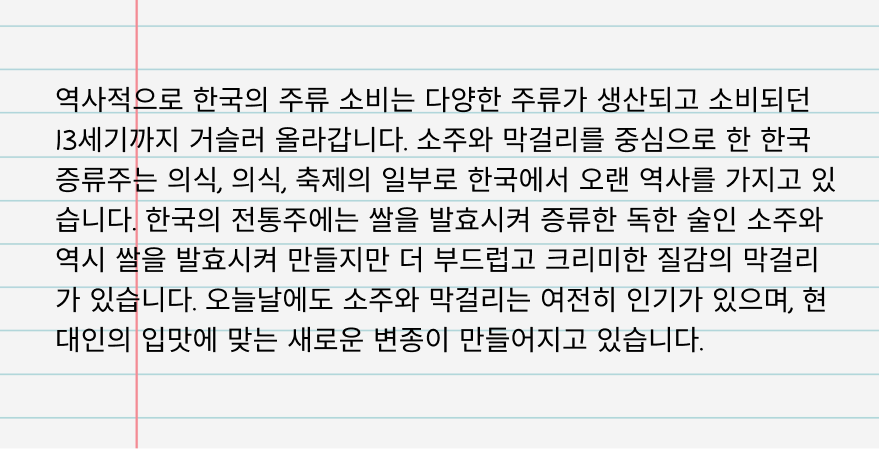 역사적으로 한국의 주류 소비는 다양한 주류가 생산되고 소비되던
13세기까지 거슬러 올라갑니다. 소주와 막걸리를 중심으로 한 한국
증류주는 의식, 의식, 축제의 일부로 한국에서 오랜 역사를 가지고 있
습니다. 한국의 전통주에는 쌀을 발효시켜 증류한 독한 술인 소주와
역시 쌀을 발효시켜 만들지만 더 부드럽고 크리미한 질감의 막걸리
가 있습니다. 오늘날에도 소주와 막걸리는 여전히 인기가 있으며, 현
대인의 입맛에 맞는 새로운 변종이 만들어지고 있습니다.